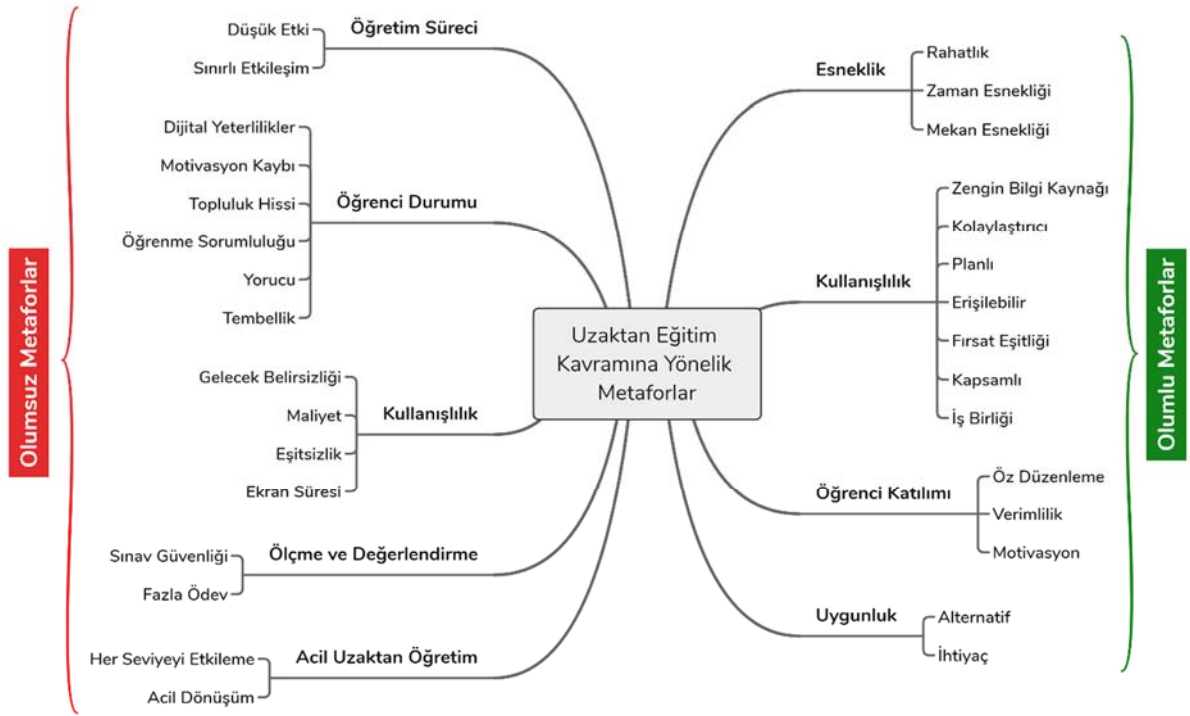 Olumsuz Metaforlar
Öğretim Süreci
Düşük Etki
Sınırlı Etkileşim
Öğrenci Durumu
Dijital Yeterlilikler
Motivasyon Kaybı
Topluluk Hissi
Öğrenme Sorumluluğu
Yorucu
Tembellik
Kullanışlılık
Gelecek Belirsizliği
Maliyet
Eşitsizlik
Ekran Süresi
Ölçme ve Değerlendirme
Sınav Güvenliği
Fazla Ödev
Acil Uzaktan Öğretim
Her Seviyeyi Etkileme
Acil Dönüşüm
Uzaktan Eğitim
Kavramına Yönelik
Metaforlar
Esneklik
Rahatlık
Zaman Esnekliği
Mekan Esnekliği
Kullanışlılık
Zengin Bilgi Kaynağı
Kolaylaştırıcı
Planlı
Erişilebilir
Fırsat Eşitliği
Kapsamlı
İş Birliği
Öğrenci Katılımı
Öz Düzenleme
Verimlilik
Motivasyon
Uygunluk
Alternatif
İhtiyaç
Olumlu Metaforlar